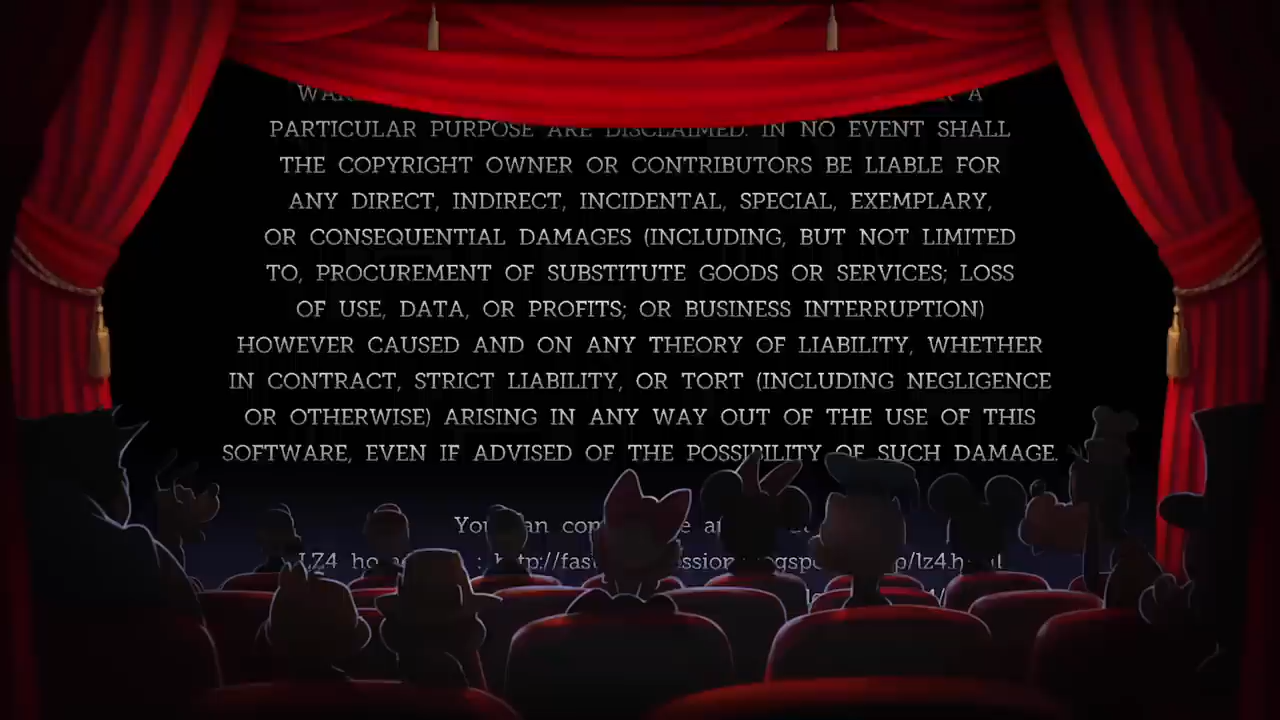 A
PARTICULAR PURPOSE ARE DISCLAIMED. IN NO EVENT SHALL
THE COPYRIGHT OWNER OR CONTRIBUTORS BE LIABLE FOR
ANY DIRECT, INDIRECT, INCIDENTAL, SPECIAL, EXEMPLARY,
OR CONSEQUENTIAL DAMAGES (INCLUDING, BUT NOT LIMITED
TO, PROCUREMENT OF SUBSTITUTE GOODS OR SERVICES; LOSS
OF USE, DATA, OR PROFITS; OR BUSINESS INTERRUPTION)
HOWEVER CAUSED AND ON ANY THEORY OF LIABILITY, WHETHER
IN CONTRACT, STRICT LIABILITY, OR TORT (INCLUDING NEGLIGENCE
OR OTHERWISE) ARISING IN ANY WAY OUT OF THE USE OF THIS
SOFTWARE, EVEN IF ADVISED OF THE POSSIBILITY OF SUCH DAMAGE.
You
LZ4 :